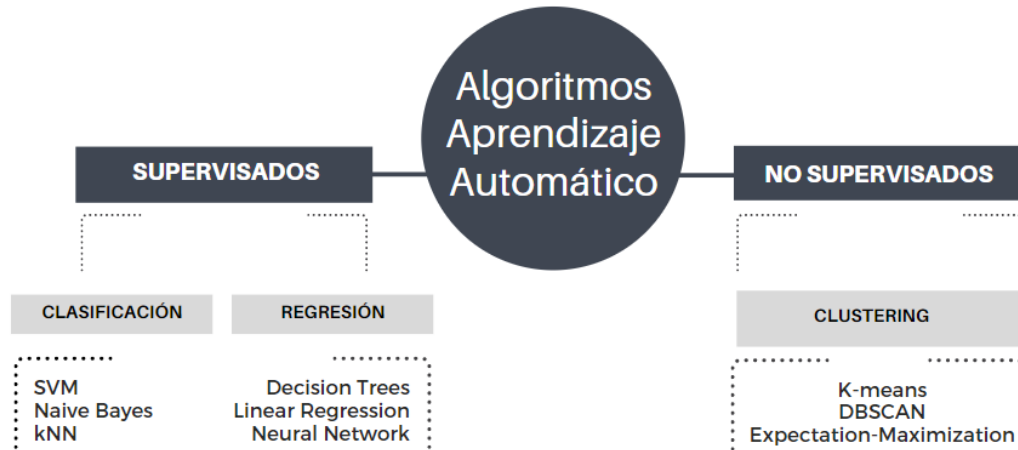 Algoritmos
Aprendizaje
Automático
SUPERVISADOS
NO SUPERVISADOS
CLASIFICACIÓN
REGRESIÓN
CLUSTERING
SVM
Naive Bayes
kNN
Decision Trees
Linear Regression
Neural Network
K-means
DBSCAN
Expectation-Maximization